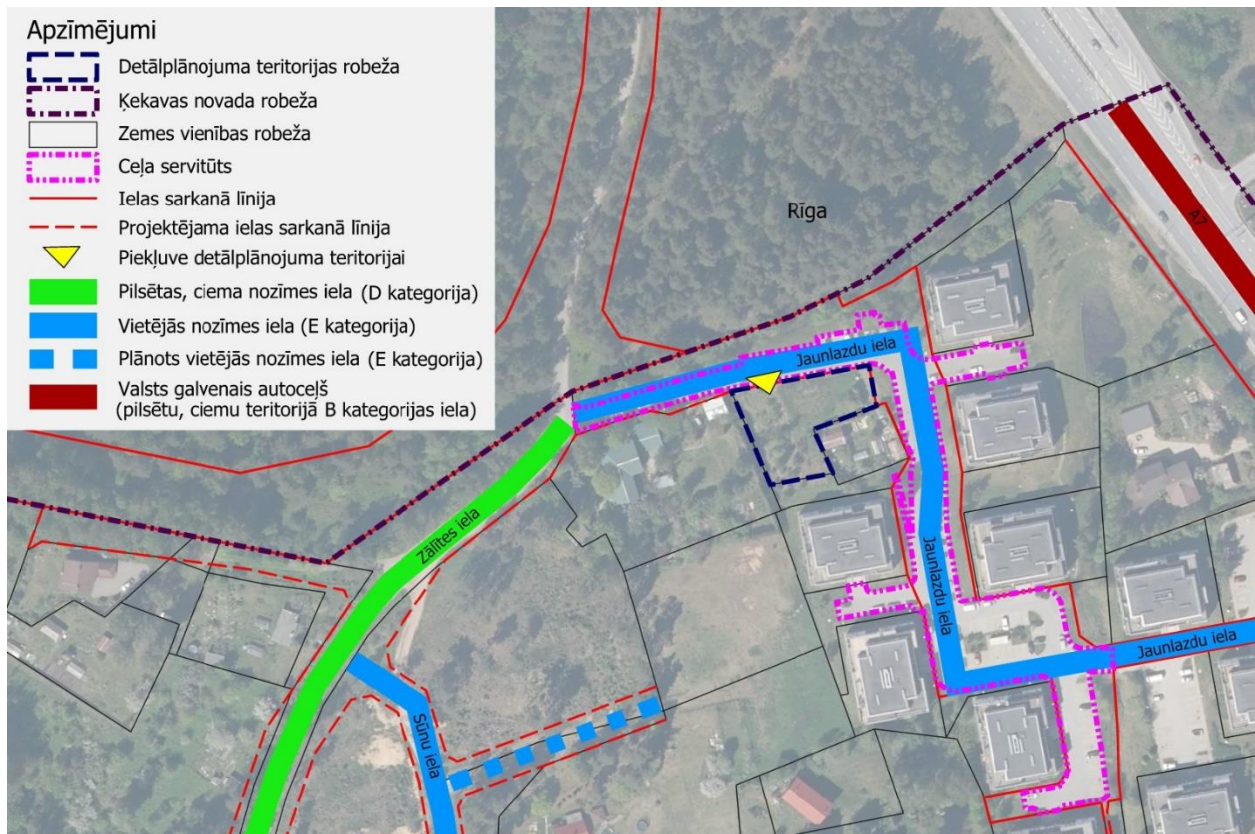 Apzīmējumi
Detālplānojuma teritorijas robeža
Ķekavas novada robeža
Zemes vienības robeža
Ceļa servitūts
Ielas sarkanā līnija
Projektējama ielas sarkanā līnija
Piekļuve detālplānojuma teritorijai
Pilsētas, ciema nozīmes iela (D kategorija)
Vietējās nozīmes iela (E kategorija)
Plānots vietējās nozīmes iela (E kategorija)
Valsts galvenais autoceļš
(pilsētu, ciemu teritorijā B kategorijas iela)
Rīga
A7
Jaunlazdu iela
Zālītes iela
Jaunlazdu iela
Jaunlazdu iela
Sūnu iela